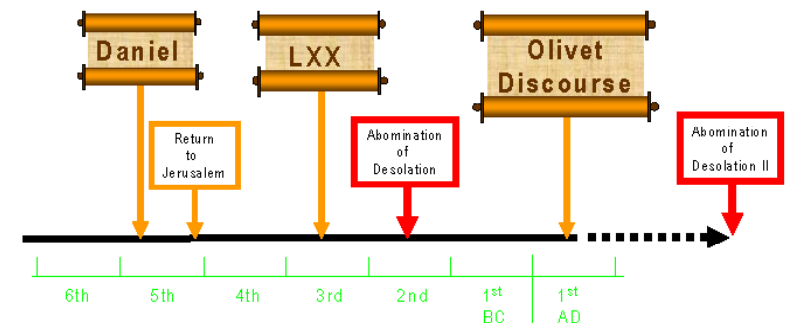 Daniel
LXX
Olivet
Discourse
Return
to
Jerusalem
Abomination
of
Desolation
Abomination
of
Desolation II
6th
5th
4th
3rd
2nd
1st
BC
1st
AD